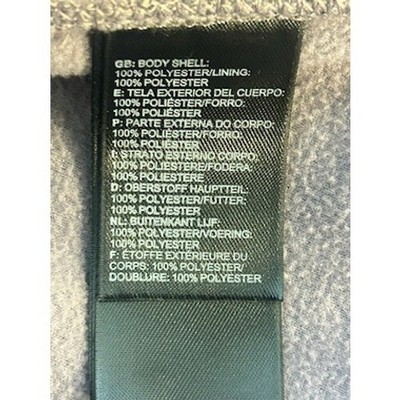 GB: BODY SHELL:
100% POLYESTER/LINING:
100% POLYESTER
E: TELA EXTERIOR DEL CUERPO:
100% POLIÉSTER/FORRO:
100% POLIÉSTER
P: PARTE EXTERNA DO CORPO:
100% POLIÉSTER/FORRO:
100% POLIÉSTER
I: STRATO ESTERNO CORPO:
100% POLIESTERE/FODERA:
100% POLIESTERE
D: OBERSTOFF HAUPTTEIL:
100% POLYESTER/FUTTER:
100% POLYESTER
NL: BUITENKANT LIJF:
100% POLYESTER/VOERING:
100% POLYESTER
F: ÉTOFFE EXTÉRIEURE DU
CORPS: 100% POLYESTER/
DOUBLURE: 100% POLYESTER